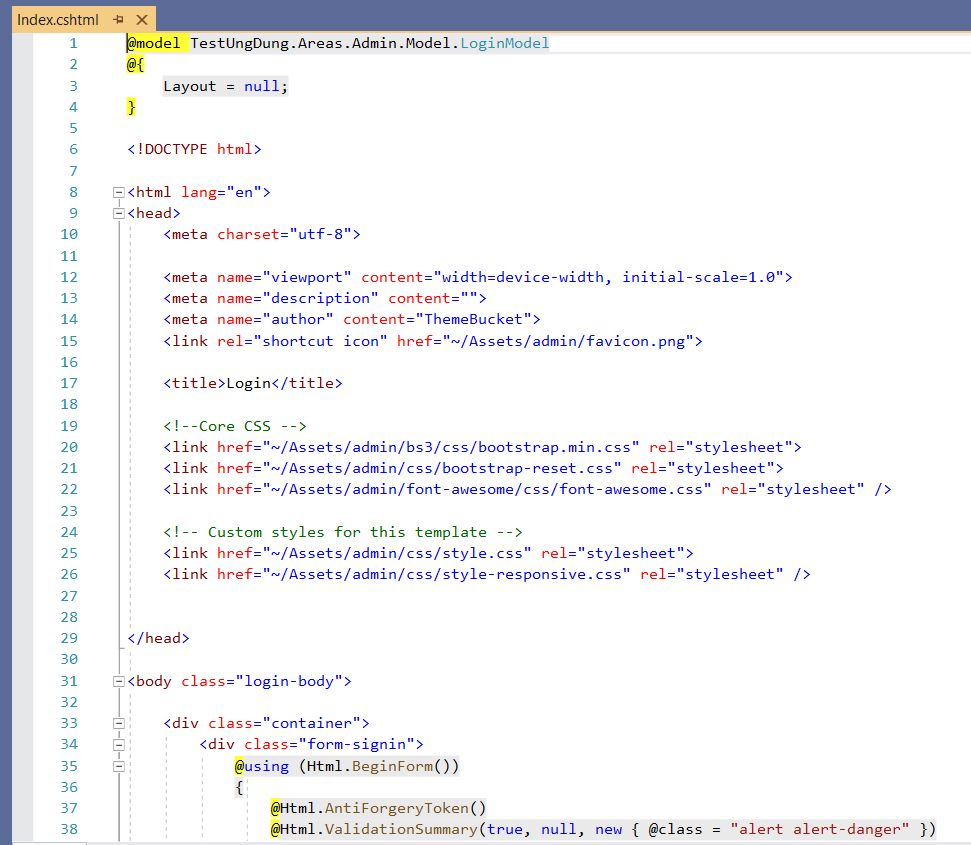 Index.cshtml
1 @model TestUngDung.Areas.Admin.Model.LoginModel
2 @{
3 Layout = null;
4 }
5
6 <!DOCTYPE html>
7
8 <html lang="en">
9 <head>
10 <meta charset="utf-8">
11
12 <meta name="viewport" content="width=device-width, initial-scale=1.0">
13 <meta name="description" content="">
14 <meta name="author" content="ThemeBucket">
15 <link rel="shortcut icon" href="~/Assets/admin/favicon.png">
16
17 <title>Login</title>
18
19 <!--Core CSS -->
20 <link href="~/Assets/admin/bs3/css/bootstrap.min.css" rel="stylesheet">
21 <link href="~/Assets/admin/css/bootstrap-reset.css" rel="stylesheet">
22 <link href="~/Assets/admin/font-awesome/css/font-awesome.css" rel="stylesheet" />
23
24 <!-- Custom styles for this template -->
25 <link href="~/Assets/admin/css/style.css" rel="stylesheet">
26 <link href="~/Assets/admin/css/style-responsive.css" rel="stylesheet" />
27
28
29 </head>
30
31 <body class="login-body">
32
33 <div class="container">
34 <div class="form-signin">
35 @using (Html.BeginForm())
36 {
37 @Html.AntiForgeryToken()
38 @Html.ValidationSummary(true, null, new { @class = "alert alert-danger" })